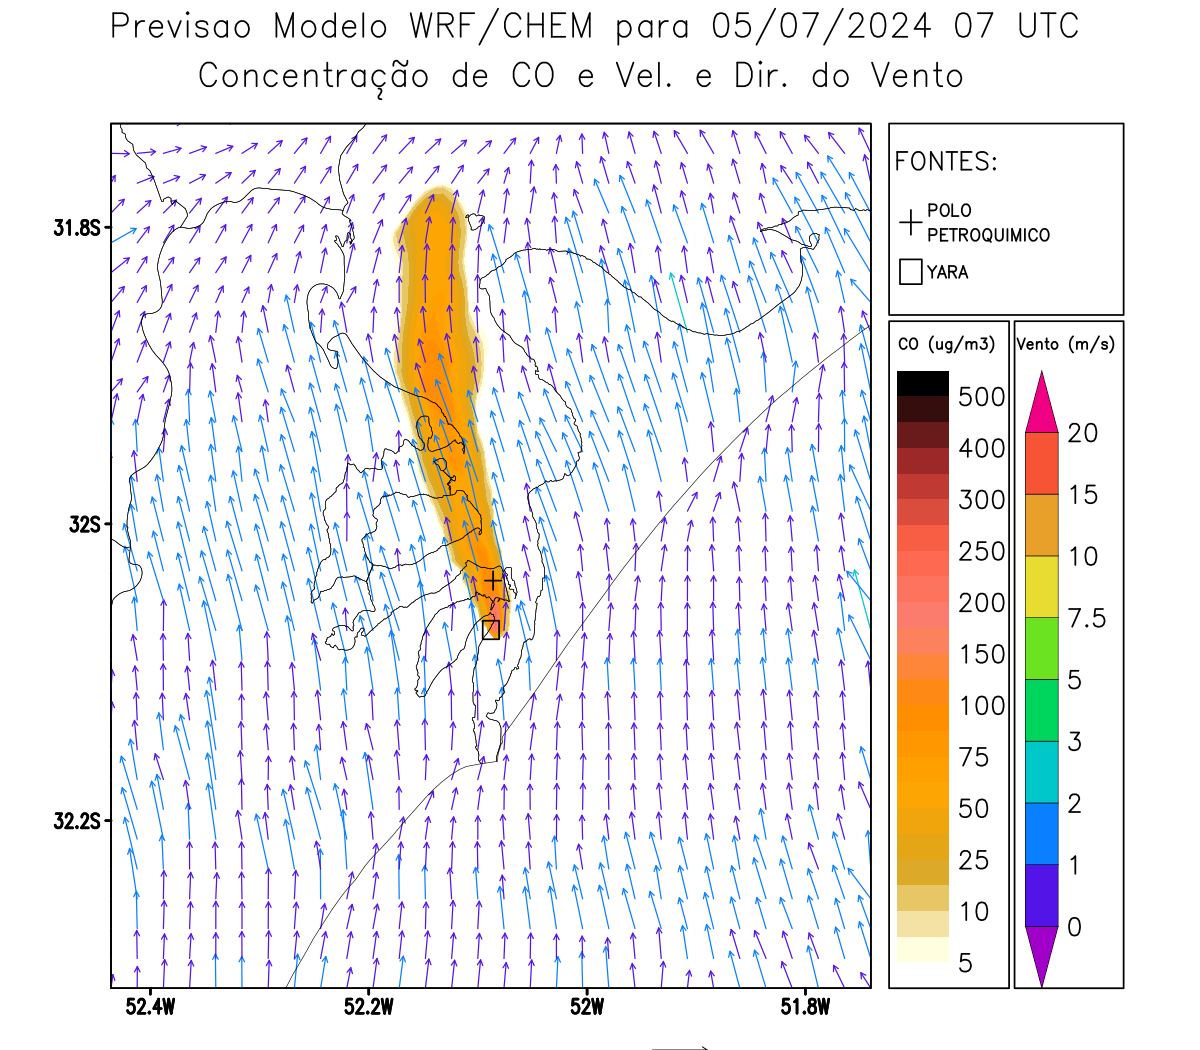 Previsao Modelo WRF/CHEM para 05/07/2024 07 UTC
Concentração de CO e Vel. e Dir. do Vento
FONTES:
POLO
PETROQUIMICO
YARA
CO (ug/m3)
500
400
300
250
200
150
100
75
50
25
10
5
Vento (m/s)
20
15
10
7.5
5
3
2
1
0
31.8S
32S
32.2S
52.4W
52.2W
52W
51.8W